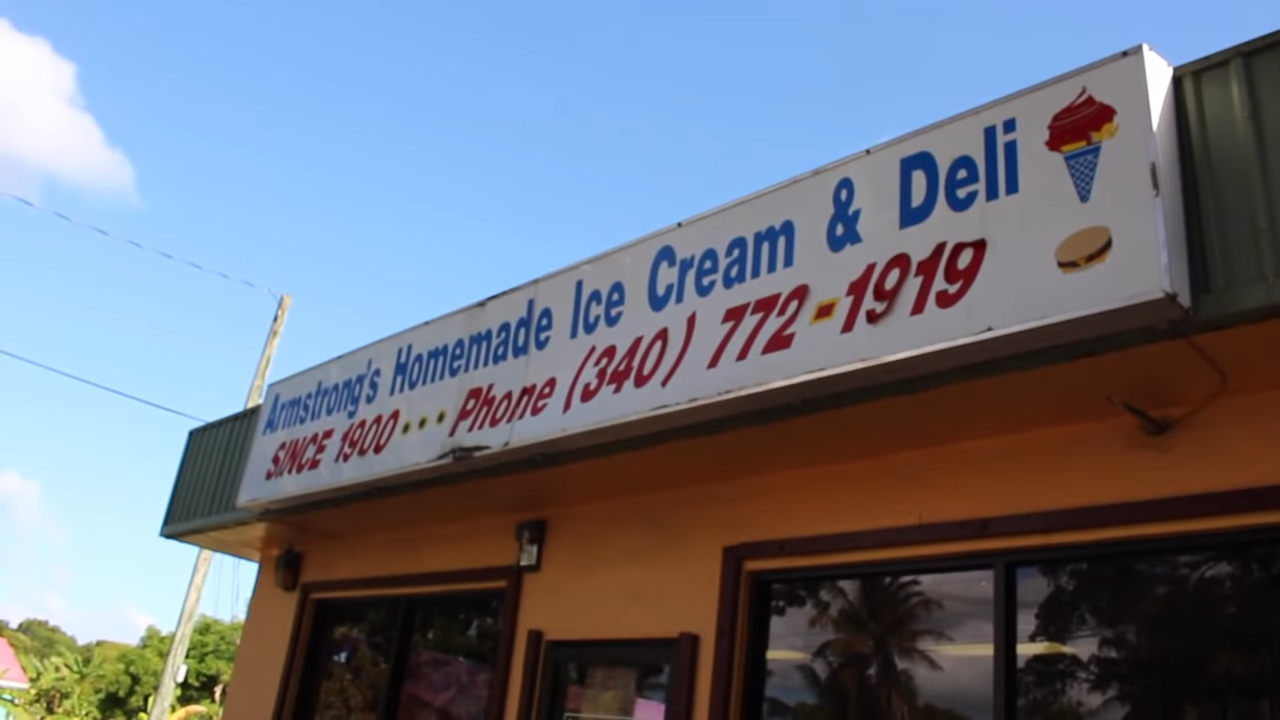 Armstrong's Homemade Ice Cream & Deli
SINCE 1900 ••• Phone (340) 772-1919